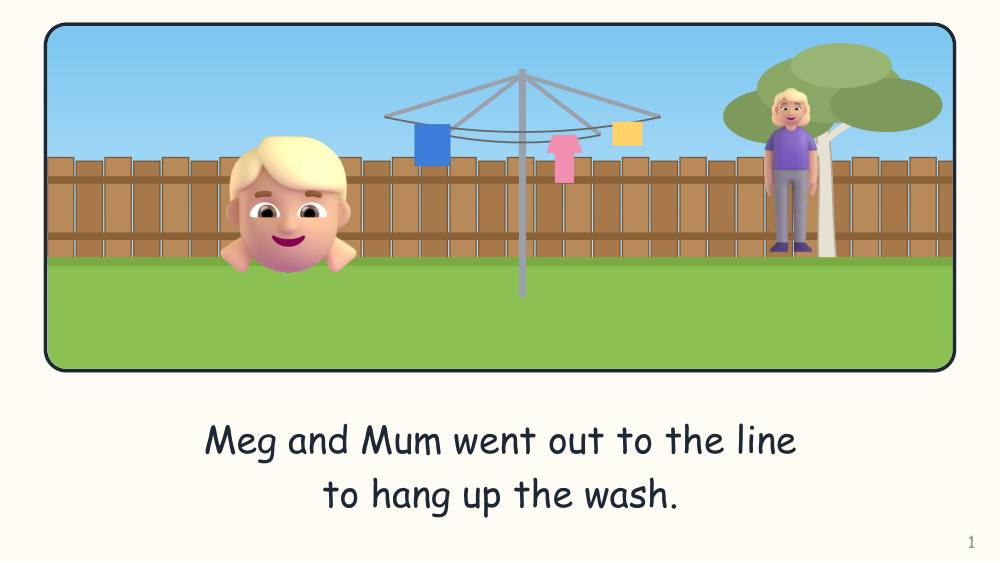 Meg and Mum went out to the line
to hang up the wash.
1